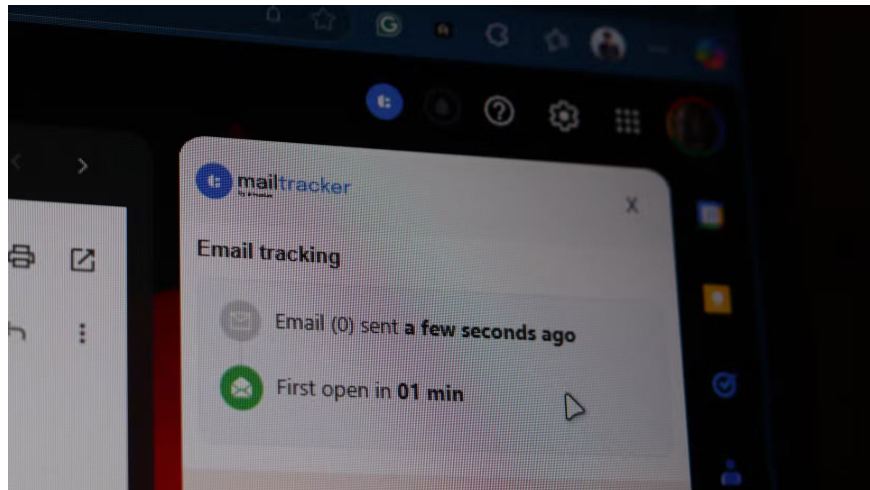 mailtracker
X
Email tracking
Email (0) sent a few seconds ago
First open in 01 min